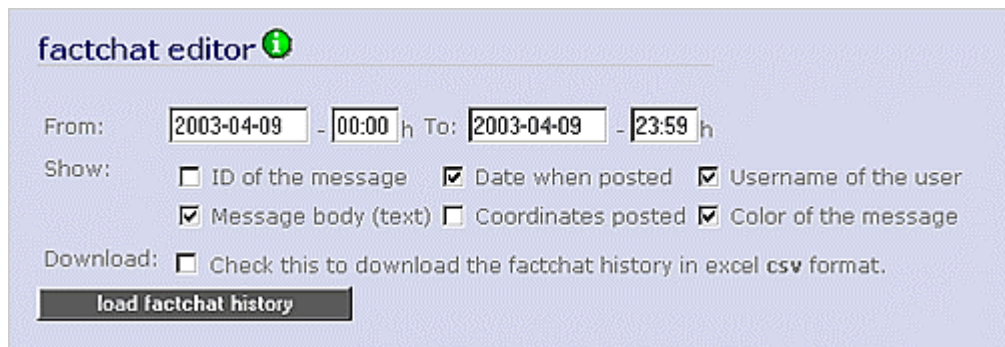 factchat editor i
From: 2003-04-09 - 00:00 h To: 2003-04-09 - 23:59 h
Show: ID of the message Date when posted Username of the user
Message body (text) Coordinates posted Color of the message
Download: Check this to download the factchat history in excel csv format.
load factchat history